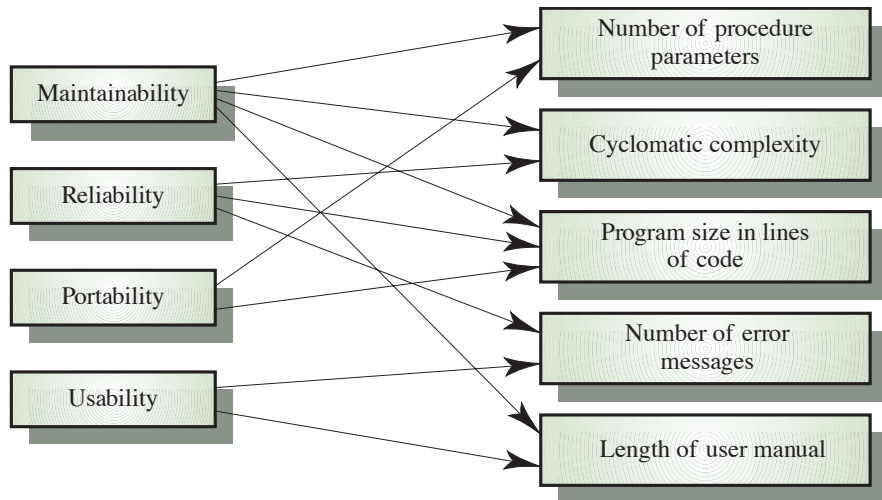 Maintainability
Reliability
Portability
Usability
Number of procedure
parameters
Cyclomatic complexity
Program size in lines
of code
Number of error
messages
Length of user manual